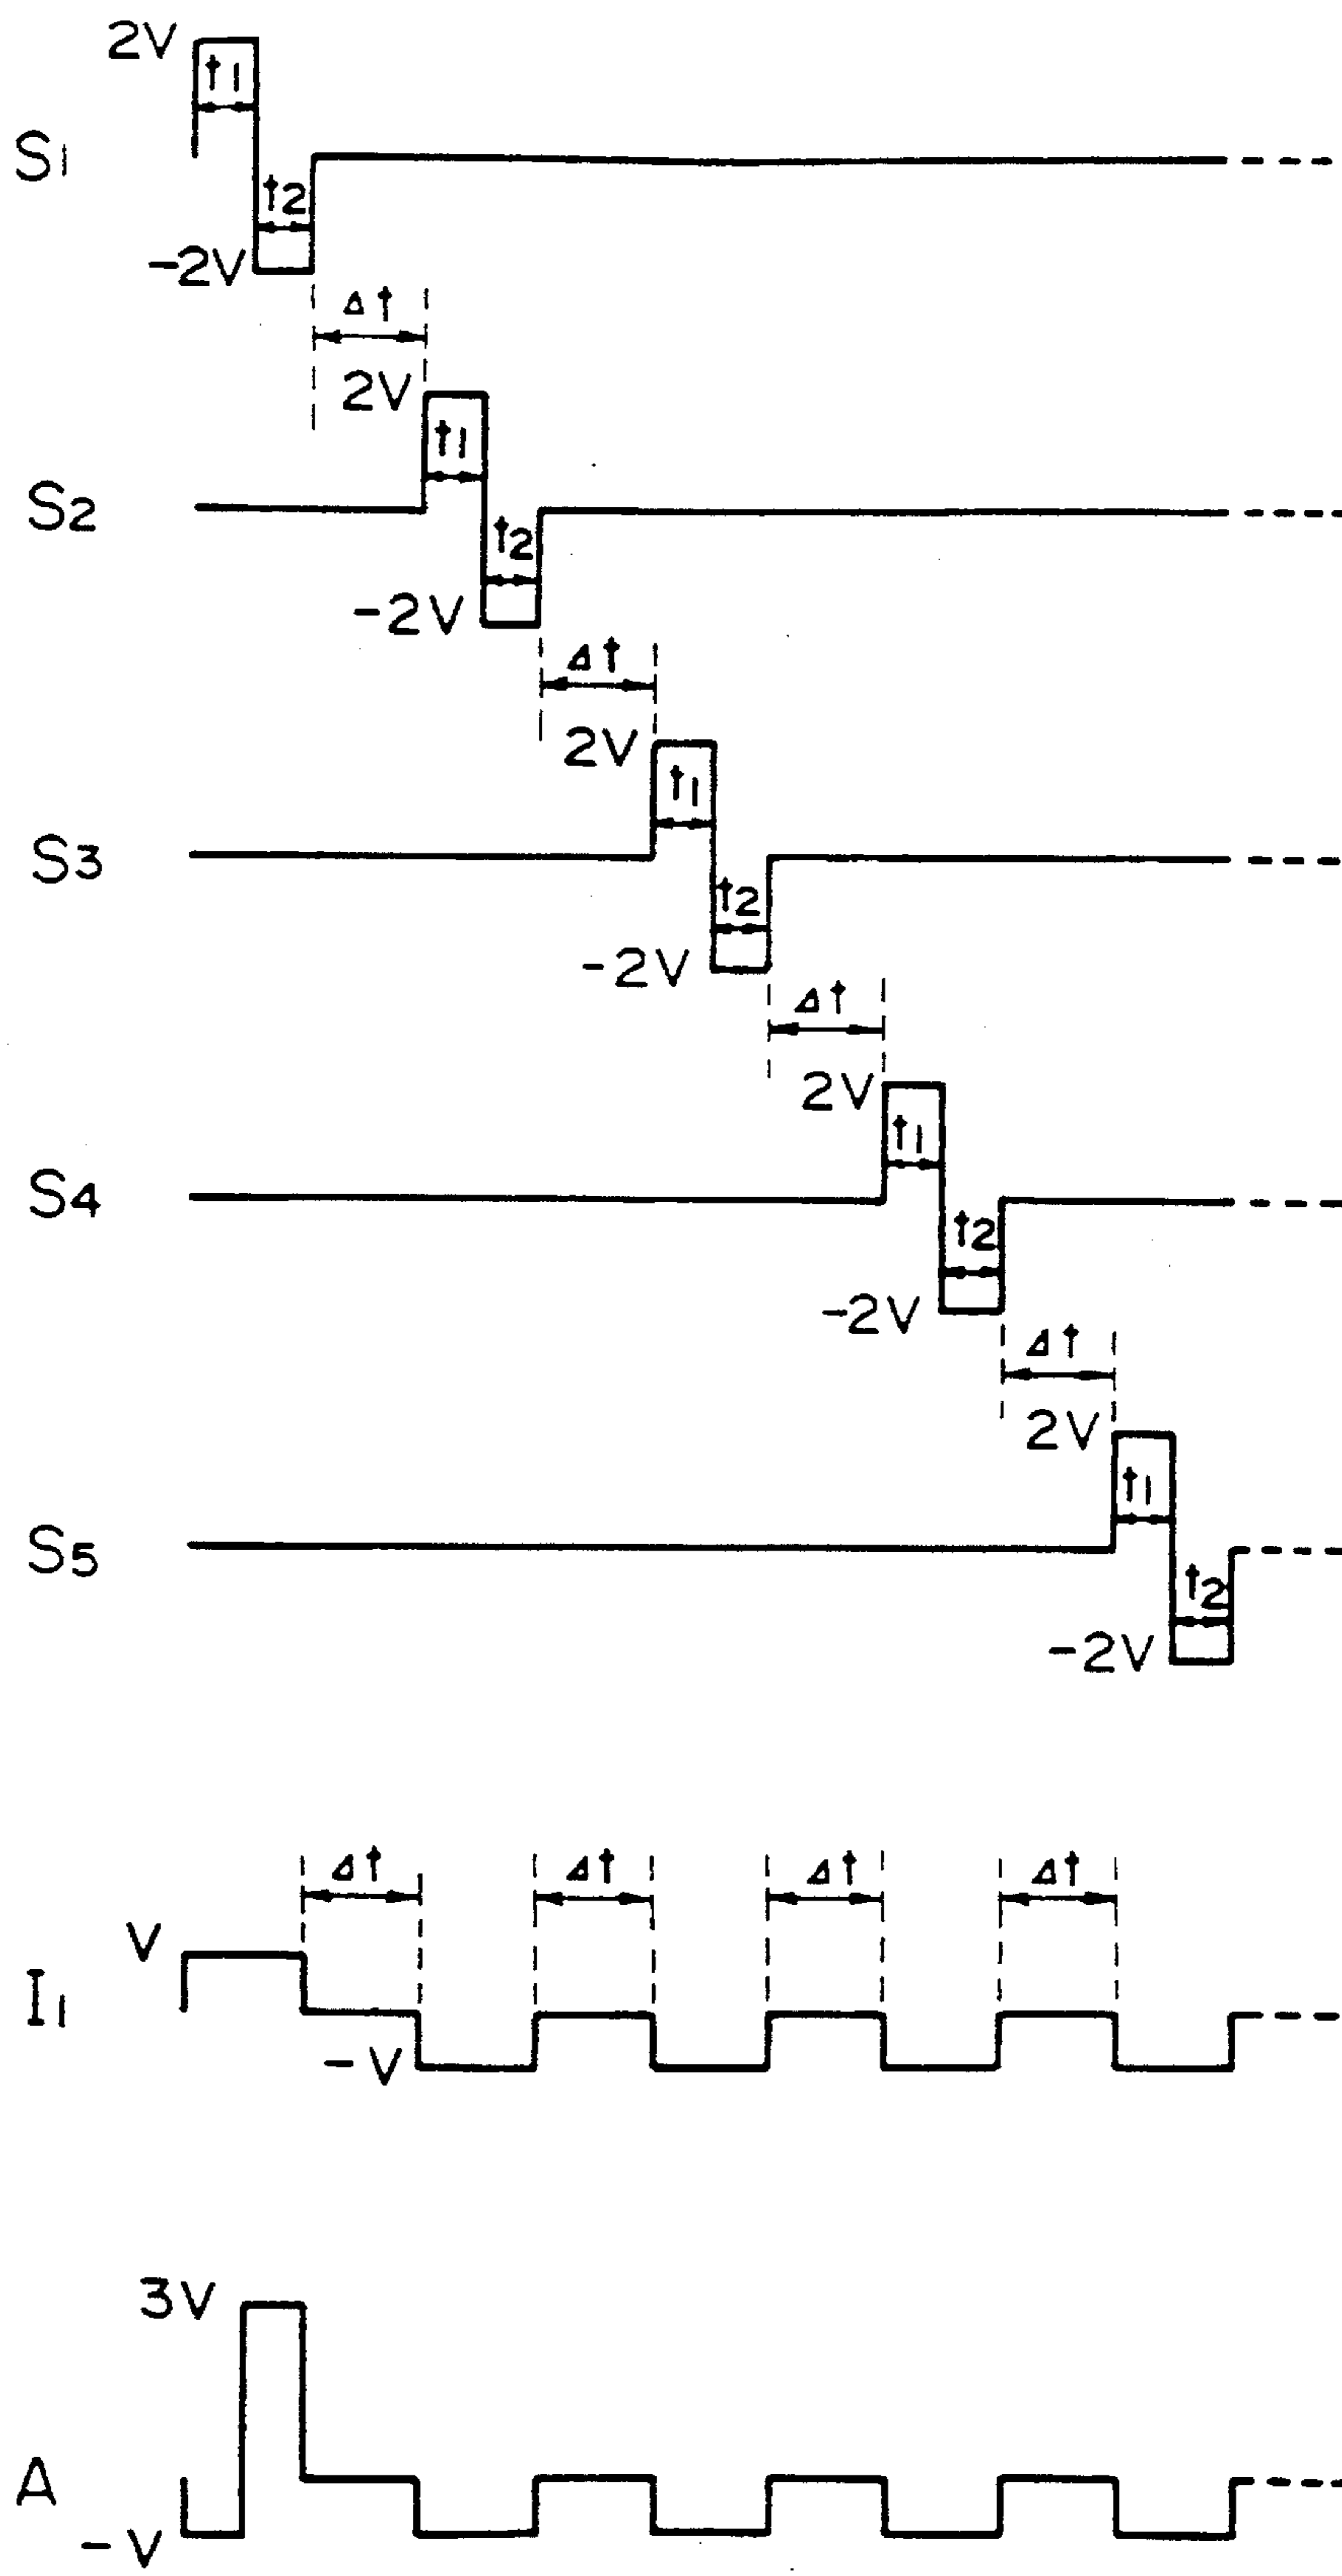 2V
t1
S1
t2
-2V
Δt
2V
t1
S2
t2
-2V
Δt
2V
t1
S3
t2
-2V
Δt
2V
t1
S4
t2
-2V
Δt
2V
t1
S5
t2
-2V
Δt Δt Δt Δt
V
I1
-V
3V
A
-V